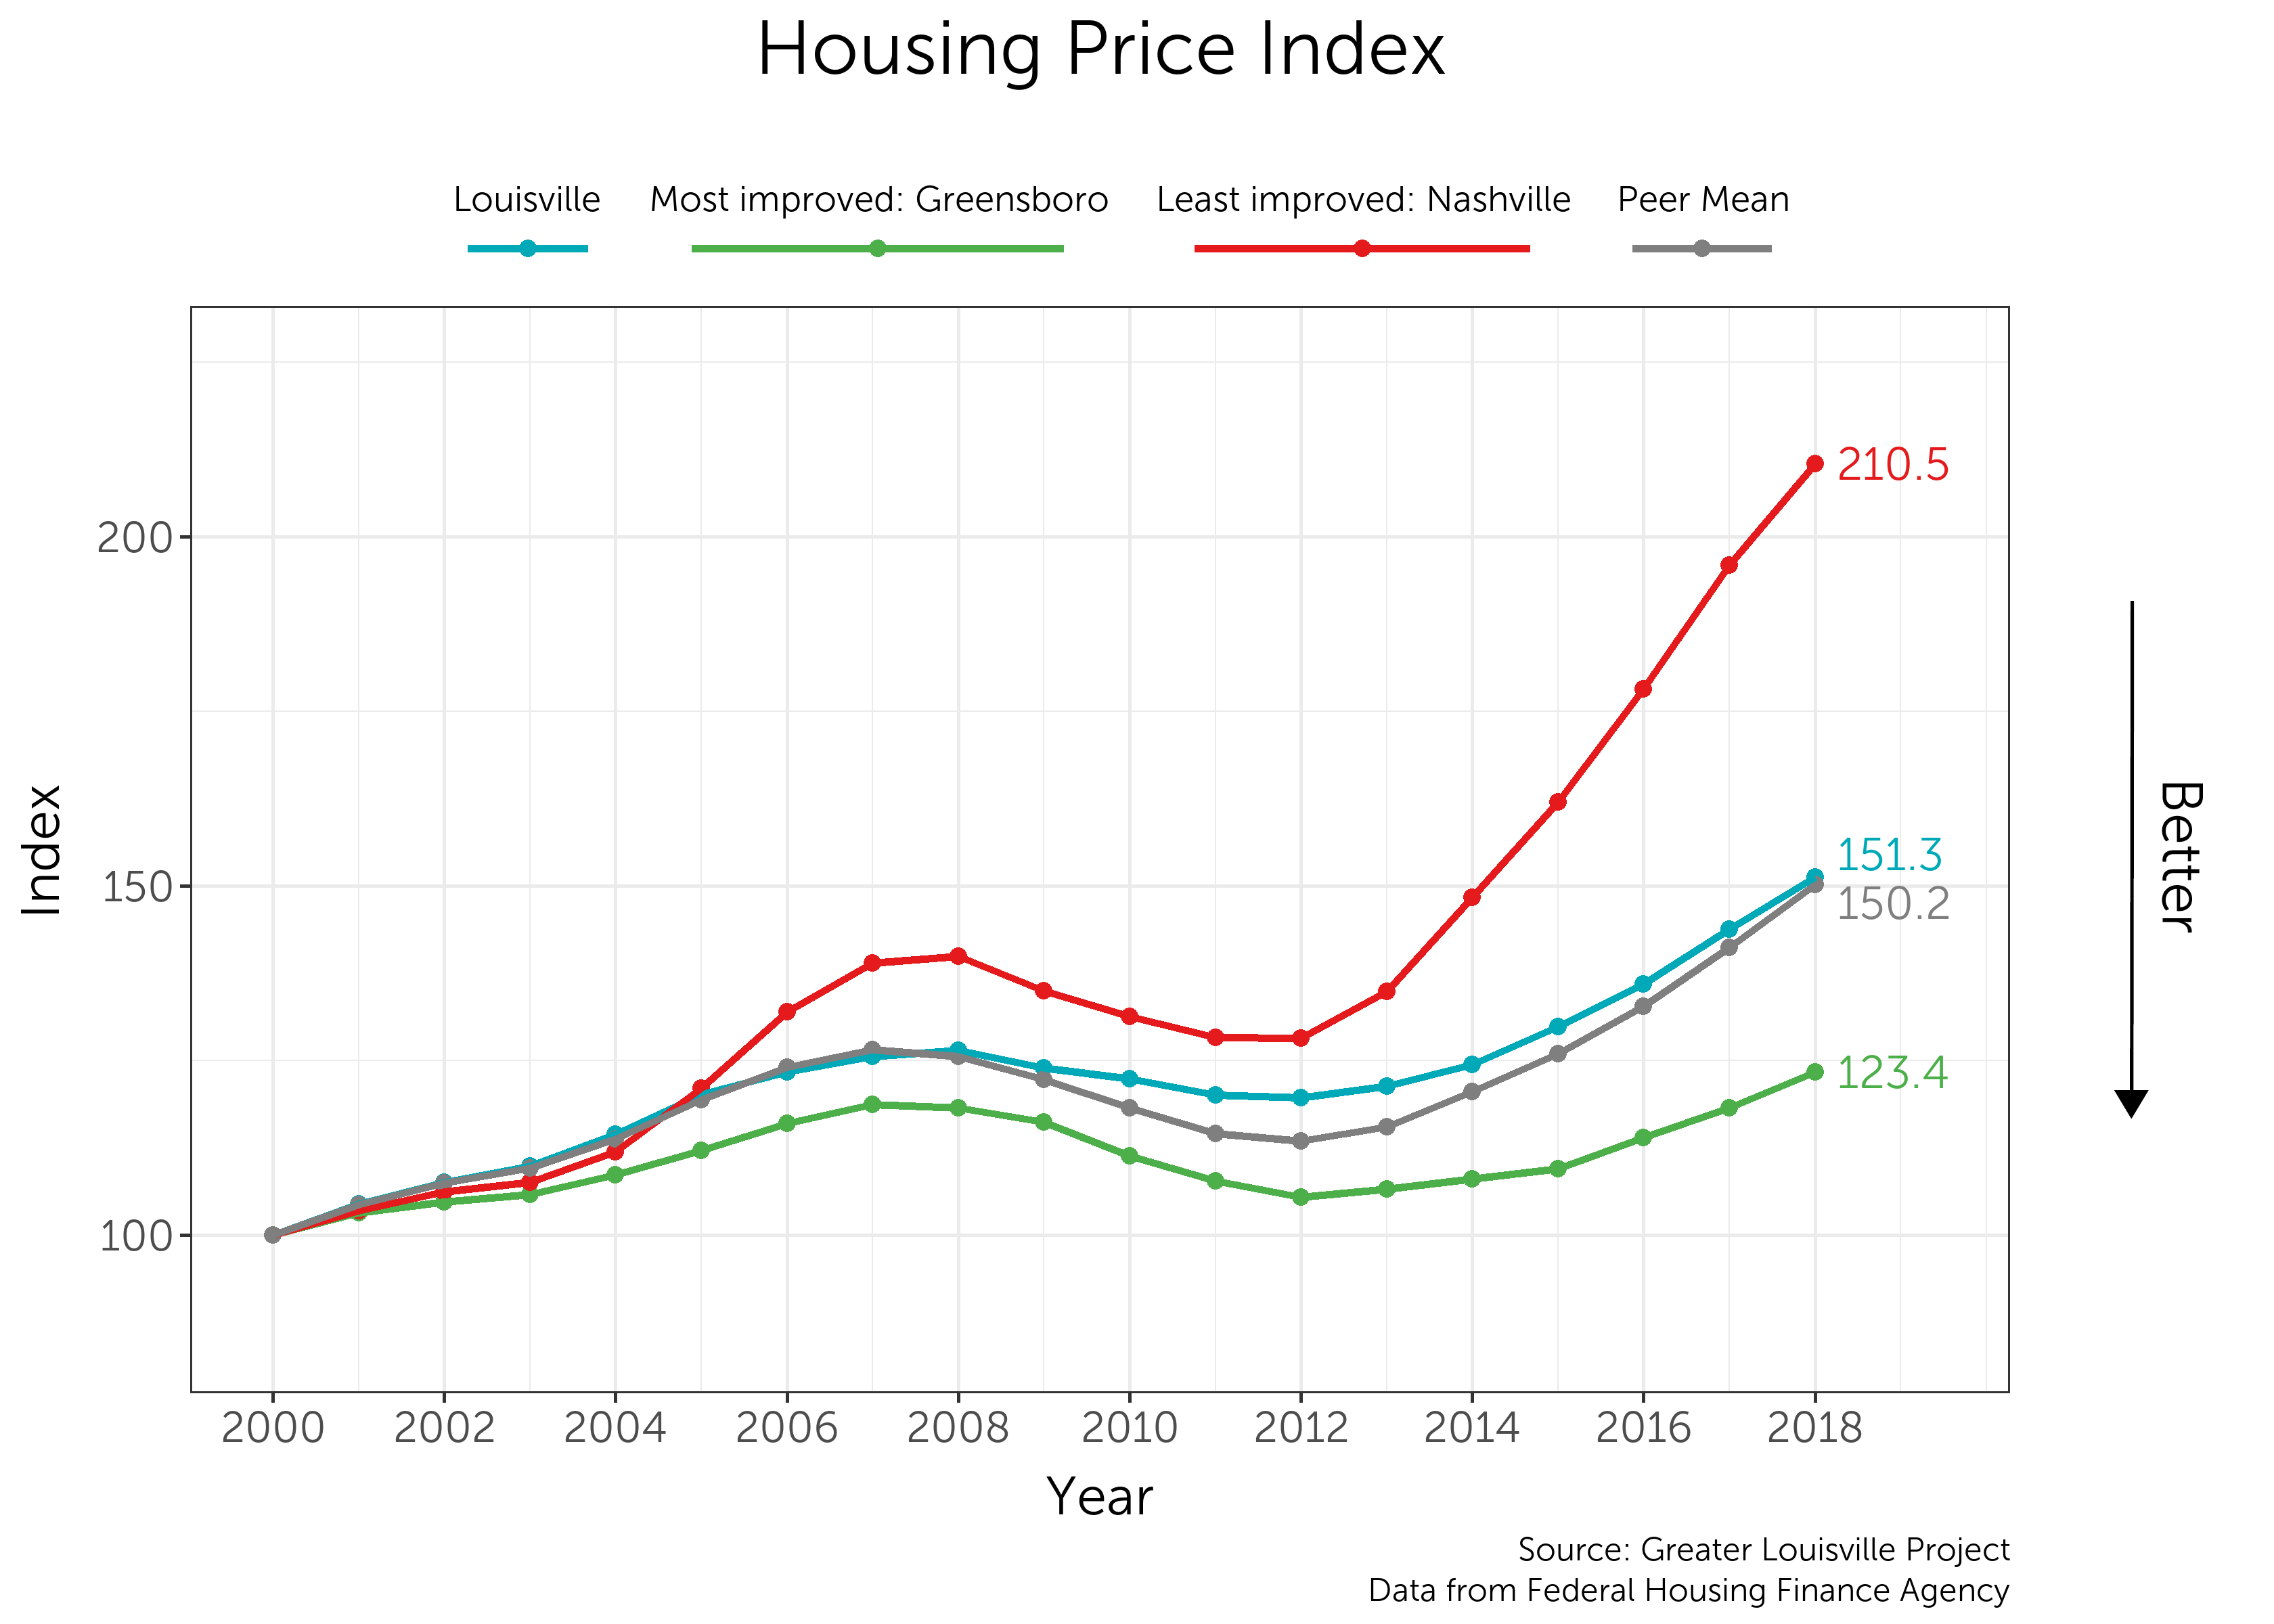 Housing Price Index
Louisville
Most improved: Greensboro
Least improved: Nashville
Peer Mean
210.5
200
151.3
150
150.2
123.4
100
Index
Better
2000 2002 2004 2006 2008 2010 2012 2014 2016 2018
Year
Source: Greater Louisville Project
Data from Federal Housing Finance Agency